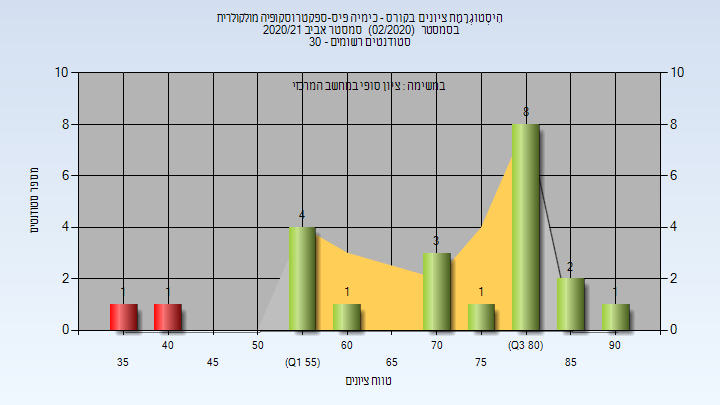 היסטוגרמת ציונים בקורס - כימיה פיס-ספקטרוסקופיה מולקולרית
בסמסטר (02/2020) סמסטר אביב 2020/21
סטודנטים רשומים - 30
במשימה : ציון סופי במחשב המרכזי
מספר סטודנטים
10 10
8 8
6 6
4 4
2 2
0 0
1 1 4 1 3 1 8 2 1
40 50 60 70 (Q3 80) 90
35 45 (Q1 55) 65 75 85
טווח ציונים